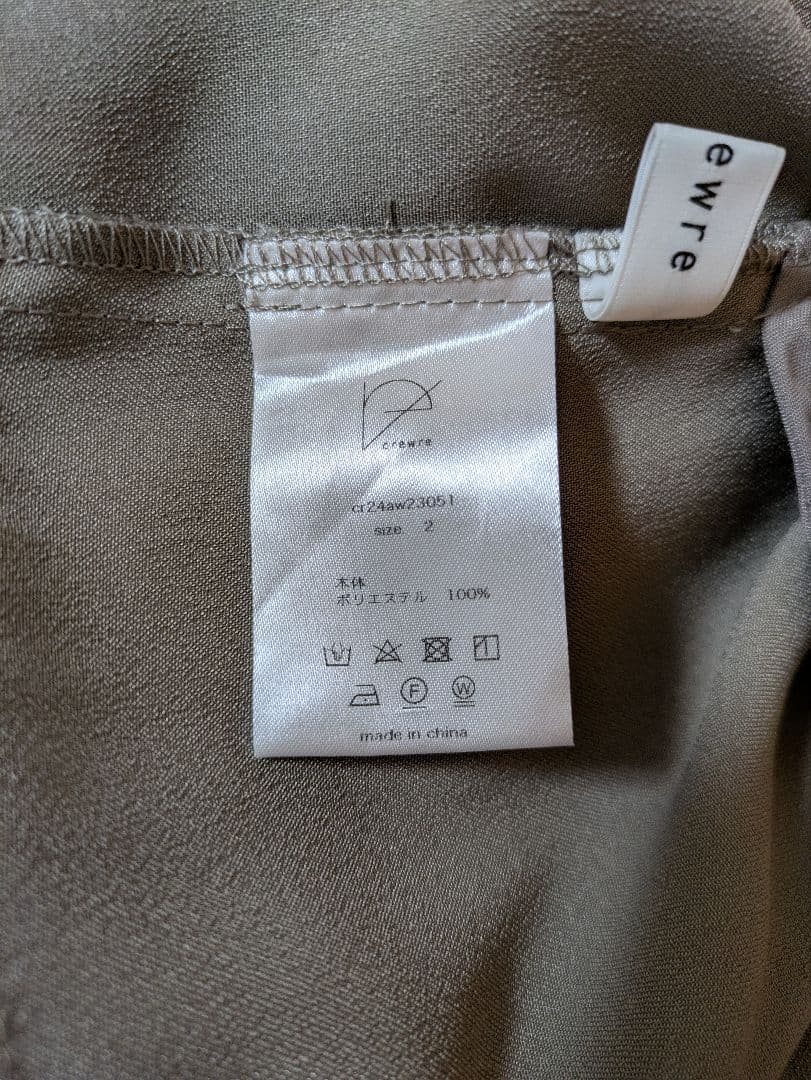 ewre
crewre
cr24aw23051
size 2
本体
ポリエステル 100%
F W
made in china